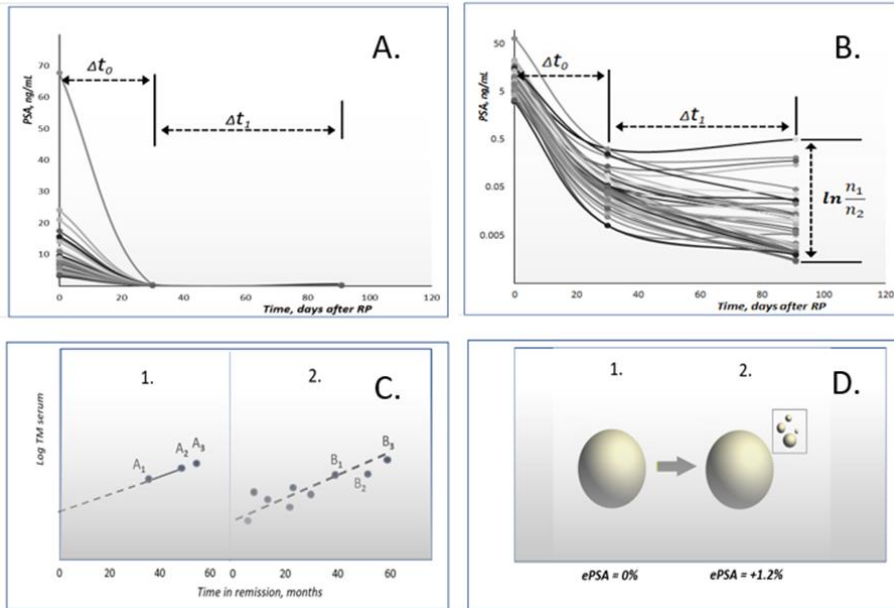 A.
PSA, ng/mL
70
60
50
40
30
20
10
Δt₀
Δt₁
0 20 40 60 80 100 120
Time, days after RP
B.
PSA, ng/mL
50
5
0.5
0.05
0.005
Δt₀
Δt₁
ln n₁/n₂
0 20 40 60 80 100 120
Time, days after RP
C.
Log TM serum
1.
A₁
A₂
A₃
2.
B₁
B₂
B₃
0 20 40 60 0 20 40 60
Time in remission, months
D.
1. 2.
ePSA = 0% ePSA = +1.2%